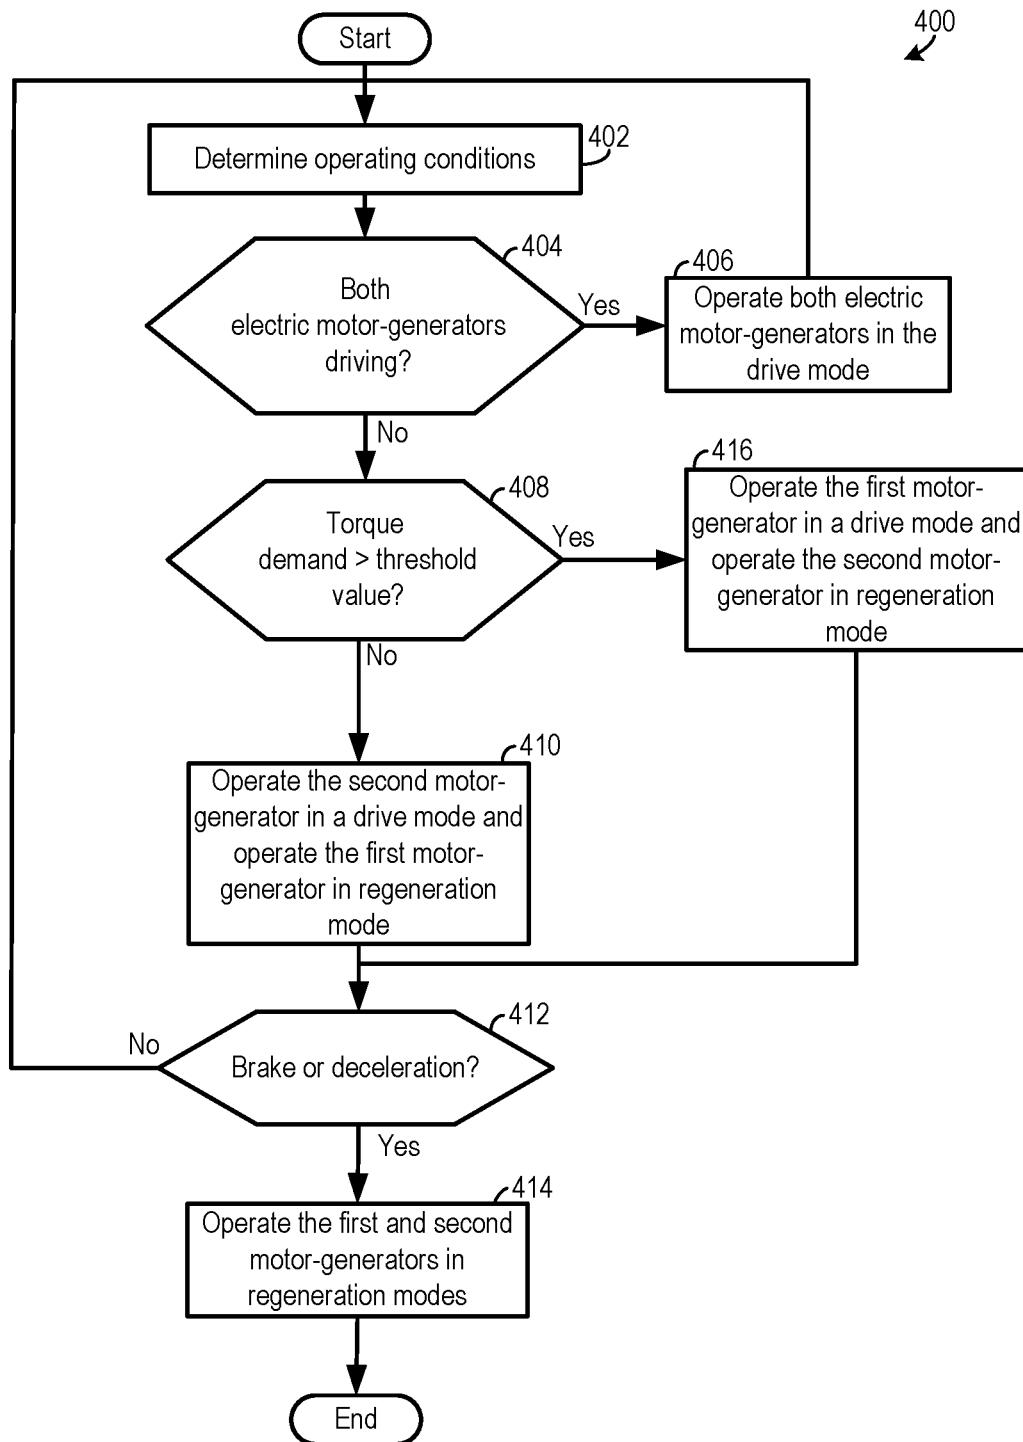 Start
400
Determine operating conditions
402
Both
electric motor-generators
driving?
404
Yes
406
Operate both electric
motor-generators in the
drive mode
No
Torque
demand > threshold
value?
408
Yes
416
Operate the first motor-
generator in a drive mode and
operate the second motor-
generator in regeneration
mode
No
410
Operate the second motor-
generator in a drive mode and
operate the first motor-
generator in regeneration
mode
No
Brake or deceleration?
412
Yes
414
Operate the first and second
motor-generators in
regeneration modes
End